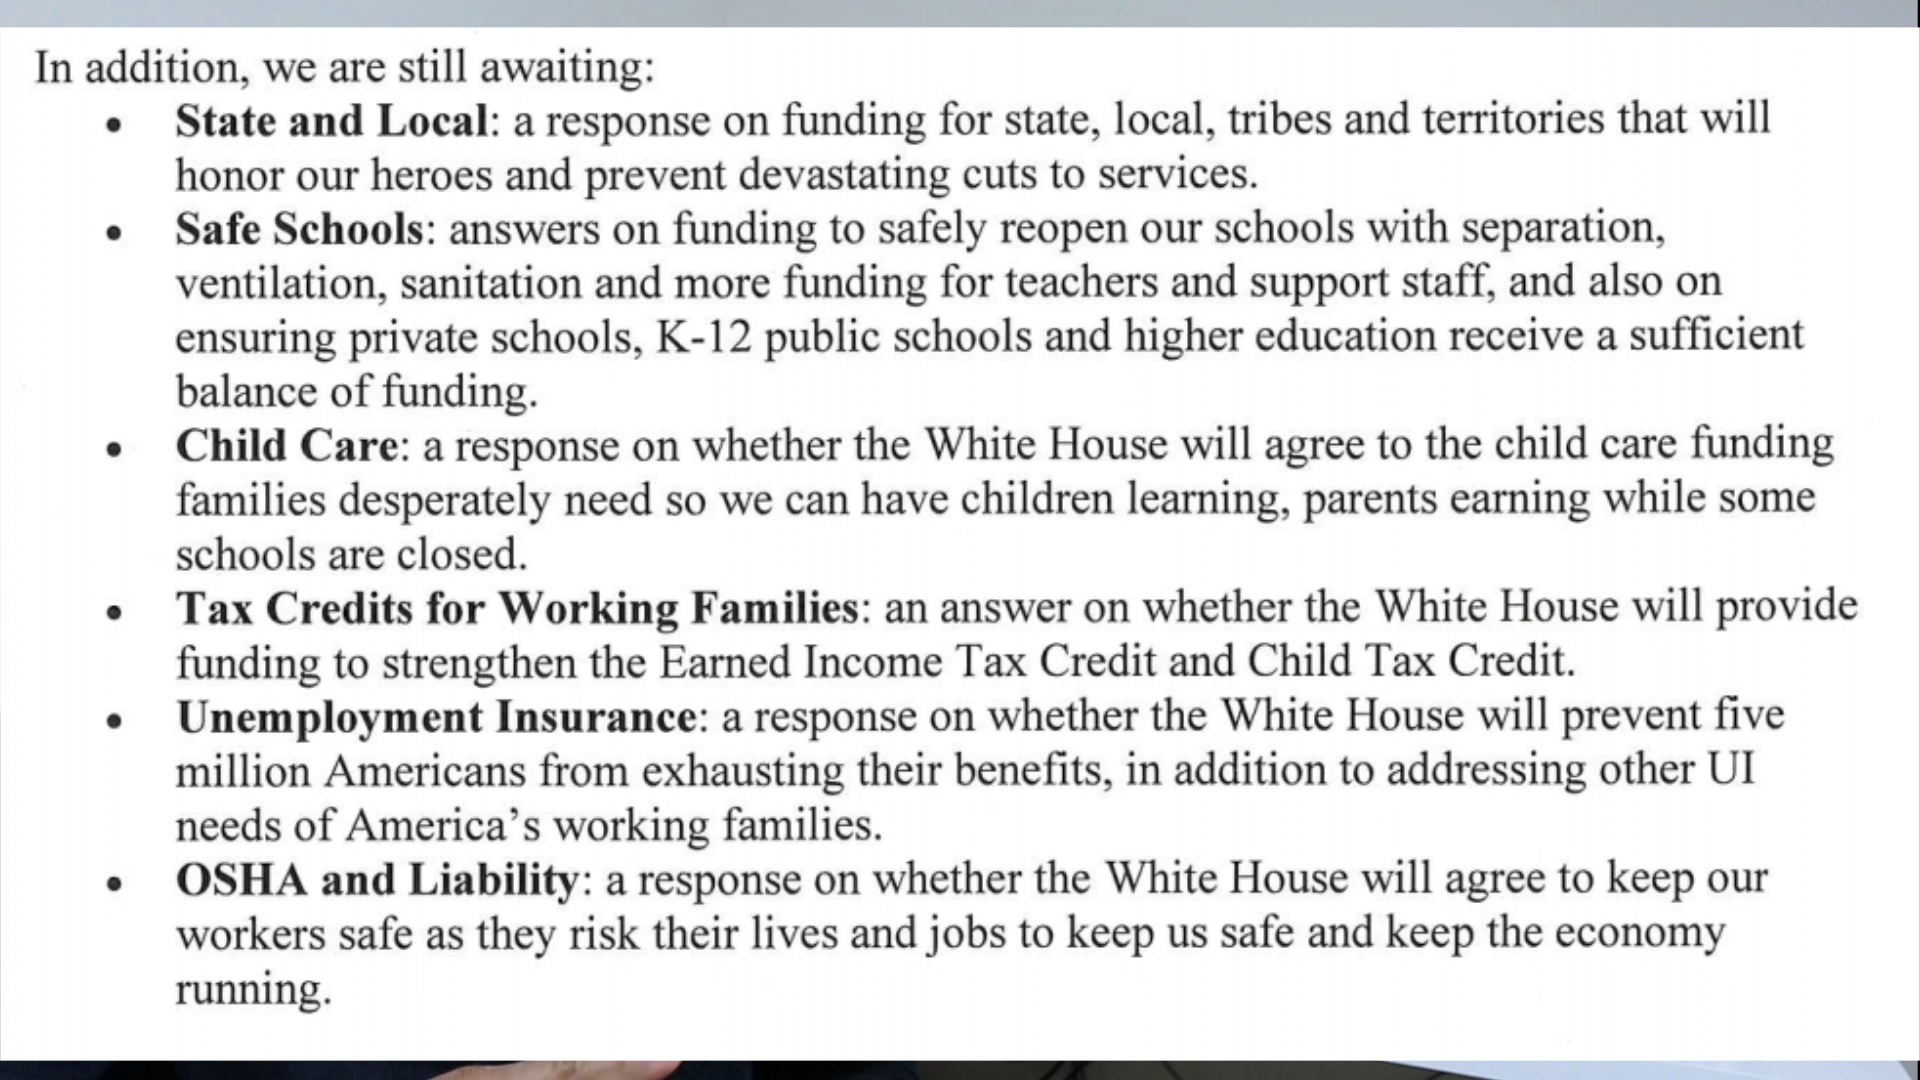 In addition, we are still awaiting:
• State and Local: a response on funding for state, local, tribes and territories that will
honor our heroes and prevent devastating cuts to services.
• Safe Schools: answers on funding to safely reopen our schools with separation,
ventilation, sanitation and more funding for teachers and support staff, and also on
ensuring private schools, K-12 public schools and higher education receive a sufficient
balance of funding.
• Child Care: a response on whether the White House will agree to the child care funding
families desperately need so we can have children learning, parents earning while some
schools are closed.
• Tax Credits for Working Families: an answer on whether the White House will provide
funding to strengthen the Earned Income Tax Credit and Child Tax Credit.
• Unemployment Insurance: a response on whether the White House will prevent five
million Americans from exhausting their benefits, in addition to addressing other UI
needs of America’s working families.
• OSHA and Liability: a response on whether the White House will agree to keep our
workers safe as they risk their lives and jobs to keep us safe and keep the economy
running.